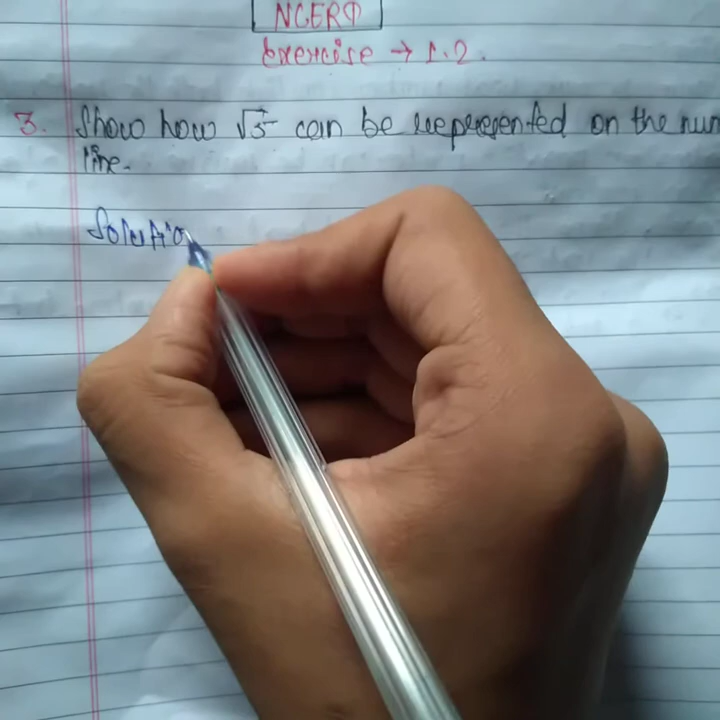 NCERT
Exercise → 1.2.
3. Show how √5 can be represented on the num
line.
Solutio